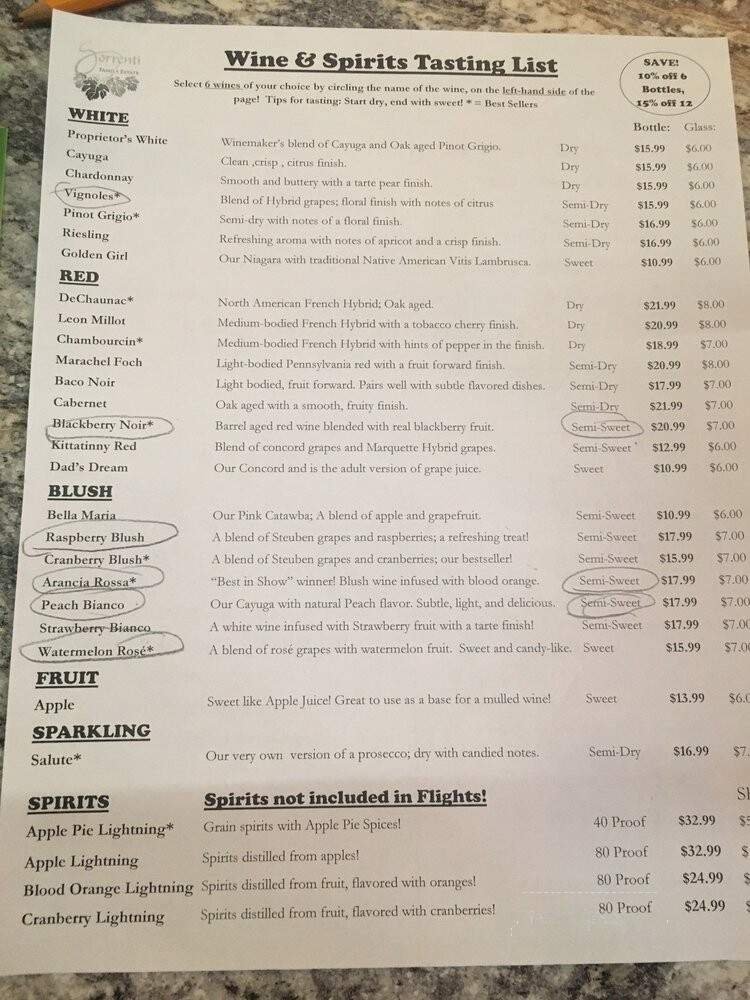 Sorrenti
FAMILY ESTATE
Wine & Spirits Tasting List
SAVE!
10% off 6
Bottles,
15% off 12
Select 6 wines of your choice by circling the name of the wine, on the left-hand side of the
page! Tips for tasting: Start dry, end with sweet! * = Best Sellers
WHITE
Bottle: Glass:
Proprietor's White Winemaker's blend of Cayuga and Oak aged Pinot Grigio. Dry $15.99 $6.00
Cayuga Clean ,crisp , citrus finish. Dry $15.99 $6.00
Chardonnay Smooth and buttery with a tarte pear finish. Dry $15.99 $6.00
Vignoles* Blend of Hybrid grapes; floral finish with notes of citrus Semi-Dry $15.99 $6.00
Pinot Grigio* Semi-dry with notes of a floral finish. Semi-Dry $16.99 $6.00
Riesling Refreshing aroma with notes of apricot and a crisp finish. Semi-Dry $16.99 $6.00
Golden Girl Our Niagara with traditional Native American Vitis Lambrusca. Sweet $10.99 $6.00
RED
DeChaunac* North American French Hybrid; Oak aged. Dry $21.99 $8.00
Leon Millot Medium-bodied French Hybrid with a tobacco cherry finish. Dry $20.99 $8.00
Chambourcin* Medium-bodied French Hybrid with hints of pepper in the finish. Dry $18.99 $7.00
Marachel Foch Light-bodied Pennsylvania red with a fruit forward finish. Semi-Dry $20.99 $8.00
Baco Noir Light bodied, fruit forward. Pairs well with subtle flavored dishes. Semi-Dry $17.99 $7.00
Cabernet Oak aged with a smooth, fruity finish. Semi-Dry $21.99 $7.00
Blackberry Noir* Barrel aged red wine blended with real blackberry fruit. Semi-Sweet $20.99 $7.00
Kittatinny Red Blend of concord grapes and Marquette Hybrid grapes. Semi-Sweet $12.99 $6.00
Dad's Dream Our Concord and is the adult version of grape juice. Sweet $10.99 $6.00
BLUSH
Bella Maria Our Pink Catawba; A blend of apple and grapefruit. Semi-Sweet $10.99 $6.00
Raspberry Blush A blend of Steuben grapes and raspberries; a refreshing treat! Semi-Sweet $17.99 $7.00
Cranberry Blush* A blend of Steuben grapes and cranberries; our bestseller! Semi-Sweet $15.99 $7.00
Arancia Rossa* “Best in Show” winner! Blush wine infused with blood orange. Semi-Sweet $17.99 $7.00
Peach Bianco Our Cayuga with natural Peach flavor. Subtle, light, and delicious. Semi-Sweet $17.99 $7.00
Strawberry Bianco A white wine infused with Strawberry fruit with a tarte finish! Semi-Sweet $17.99 $7.00
Watermelon Rosé* A blend of rosé grapes with watermelon fruit. Sweet and candy-like. Sweet $15.99 $7.00
FRUIT
Apple Sweet like Apple Juice! Great to use as a base for a mulled wine! Sweet $13.99 $6.0
SPARKLING
Salute* Our very own version of a prosecco; dry with candied notes. Semi-Dry $16.99 $7.
SPIRITS Spirits not included in Flights!
Apple Pie Lightning* Grain spirits with Apple Pie Spices! 40 Proof $32.99 $
Apple Lightning Spirits distilled from apples! 80 Proof $32.99 $
Blood Orange Lightning Spirits distilled from fruit, flavored with oranges! 80 Proof $24.99 $
Cranberry Lightning Spirits distilled from fruit, flavored with cranberries! 80 Proof $24.99